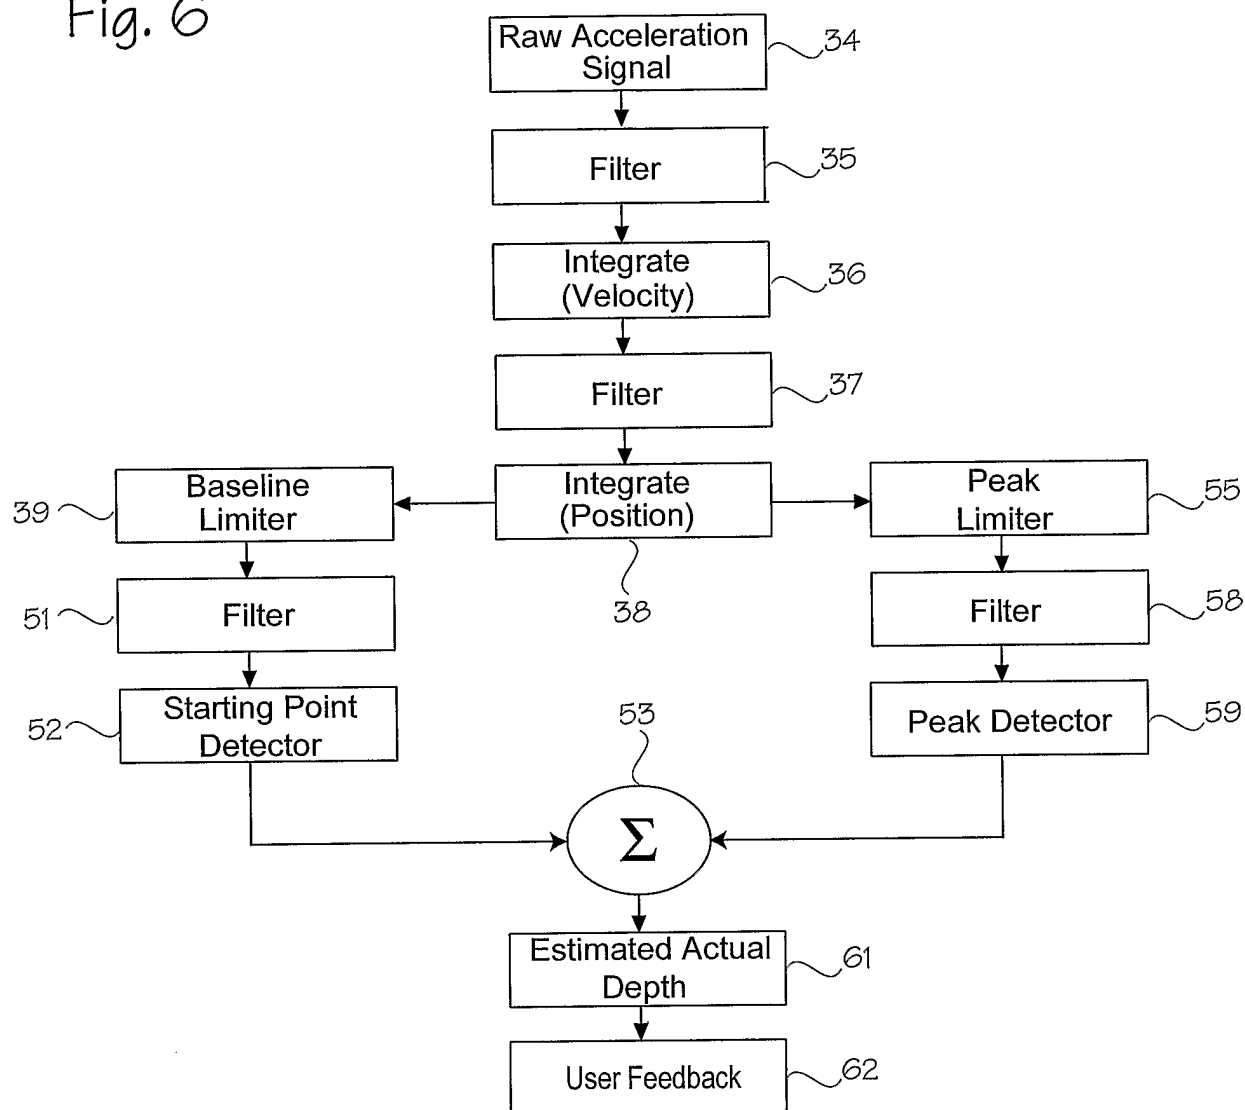 Fig. 6
Raw Acceleration
Signal
34
Filter
35
Integrate
(Velocity)
36
Filter
37
Integrate
(Position)
38
Baseline
Limiter
39
Filter
51
Starting Point
Detector
52
Peak
Limiter
55
Filter
58
Peak Detector
59
53
Σ
Estimated Actual
Depth
61
User Feedback
62